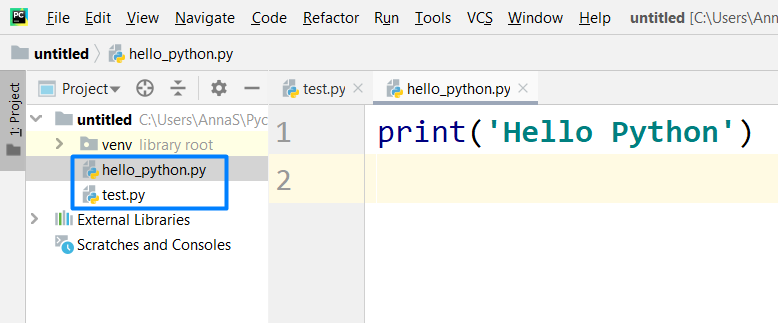 PC File Edit View Navigate Code Refactor Run Tools VCS Window Help untitled [C:\Users\AnnaS\
untitled hello_python.py
1: Project
Project test.py hello_python.py
untitled C:\Users\AnnaS\Pyc
venv library root
hello_python.py
test.py
External Libraries
Scratches and Consoles
1 print('Hello Python')
2